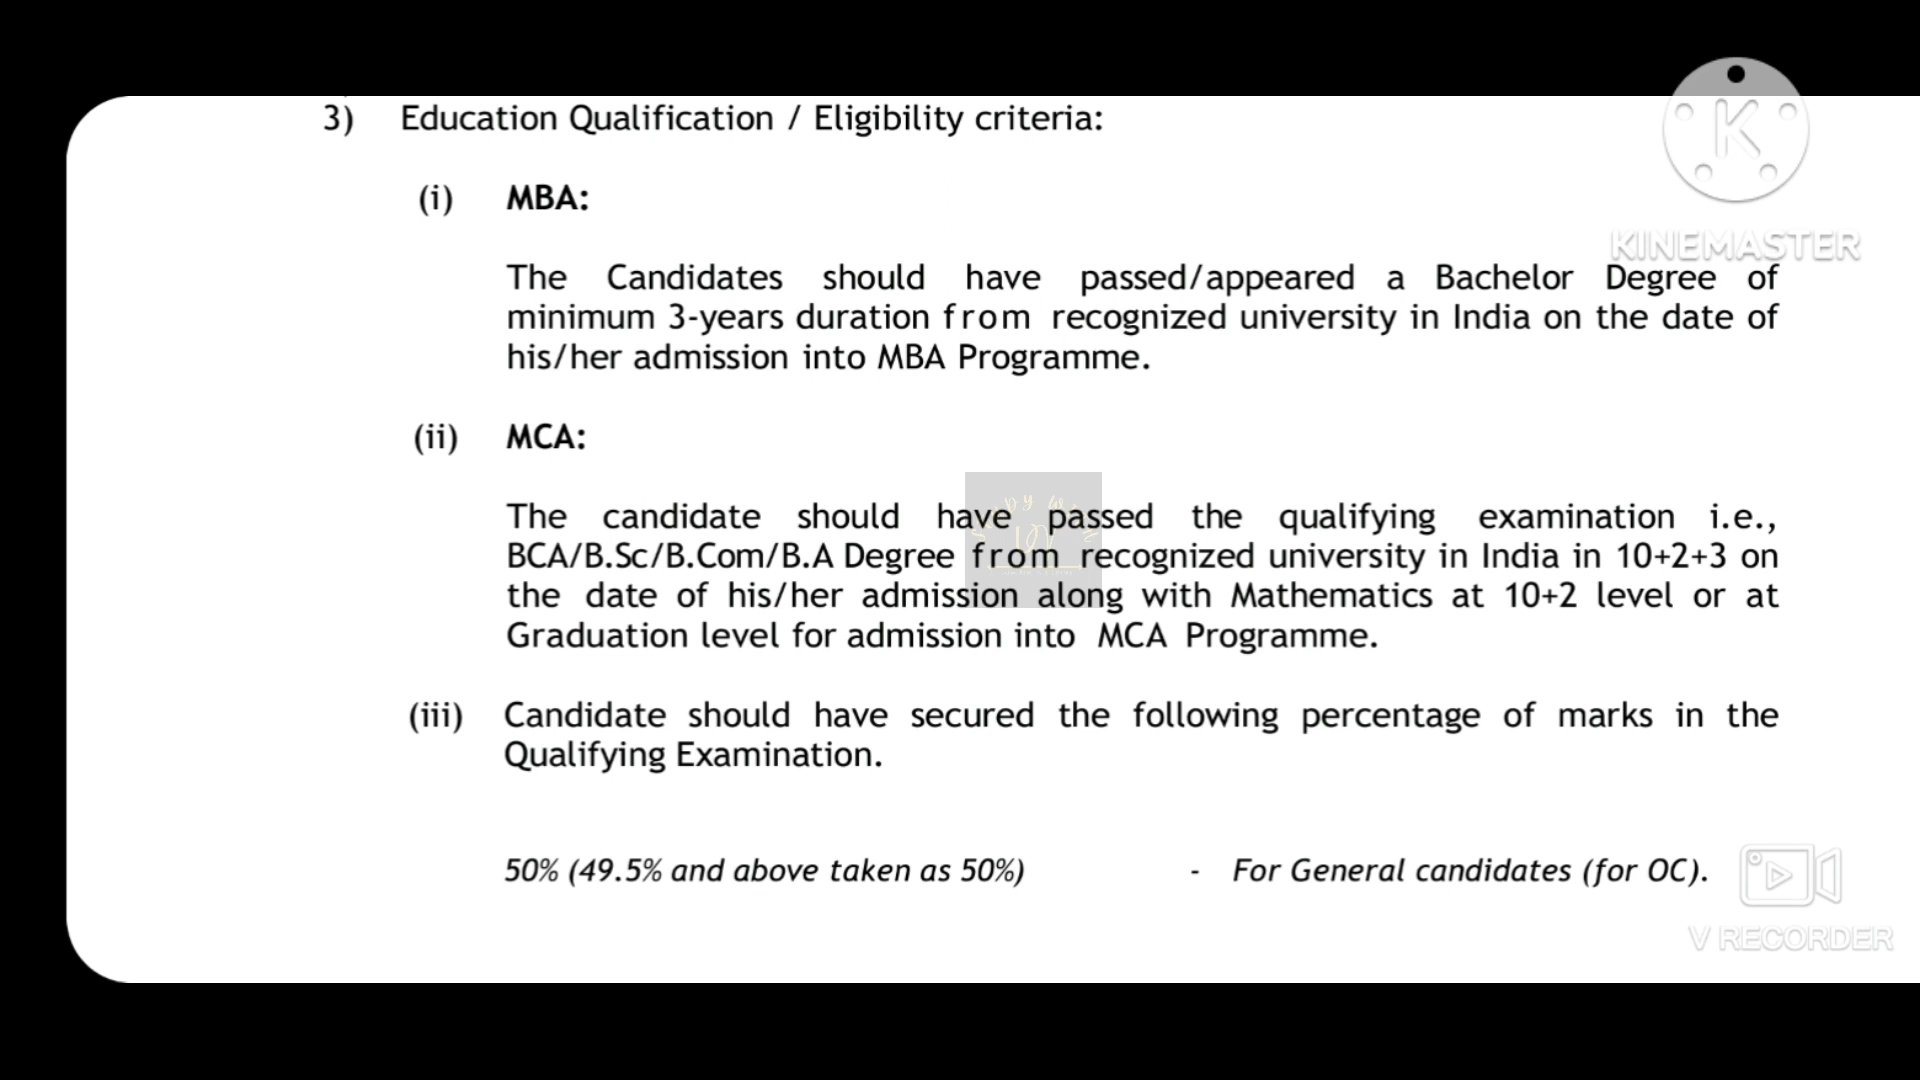 3) Education Qualification / Eligibility criteria:
(i) MBA:
The Candidates should have passed/appeared a Bachelor Degree of
minimum 3-years duration from recognized university in India on the date of
his/her admission into MBA Programme.
(ii) MCA:
The candidate should have passed the qualifying examination i.e.,
BCA/B.Sc/B.Com/B.A Degree from recognized university in India in 10+2+3 on
the date of his/her admission along with Mathematics at 10+2 level or at
Graduation level for admission into MCA Programme.
(iii) Candidate should have secured the following percentage of marks in the
Qualifying Examination.
50% (49.5% and above taken as 50%) - For General candidates (for OC).
K
KINEMASTER
V RECORDER